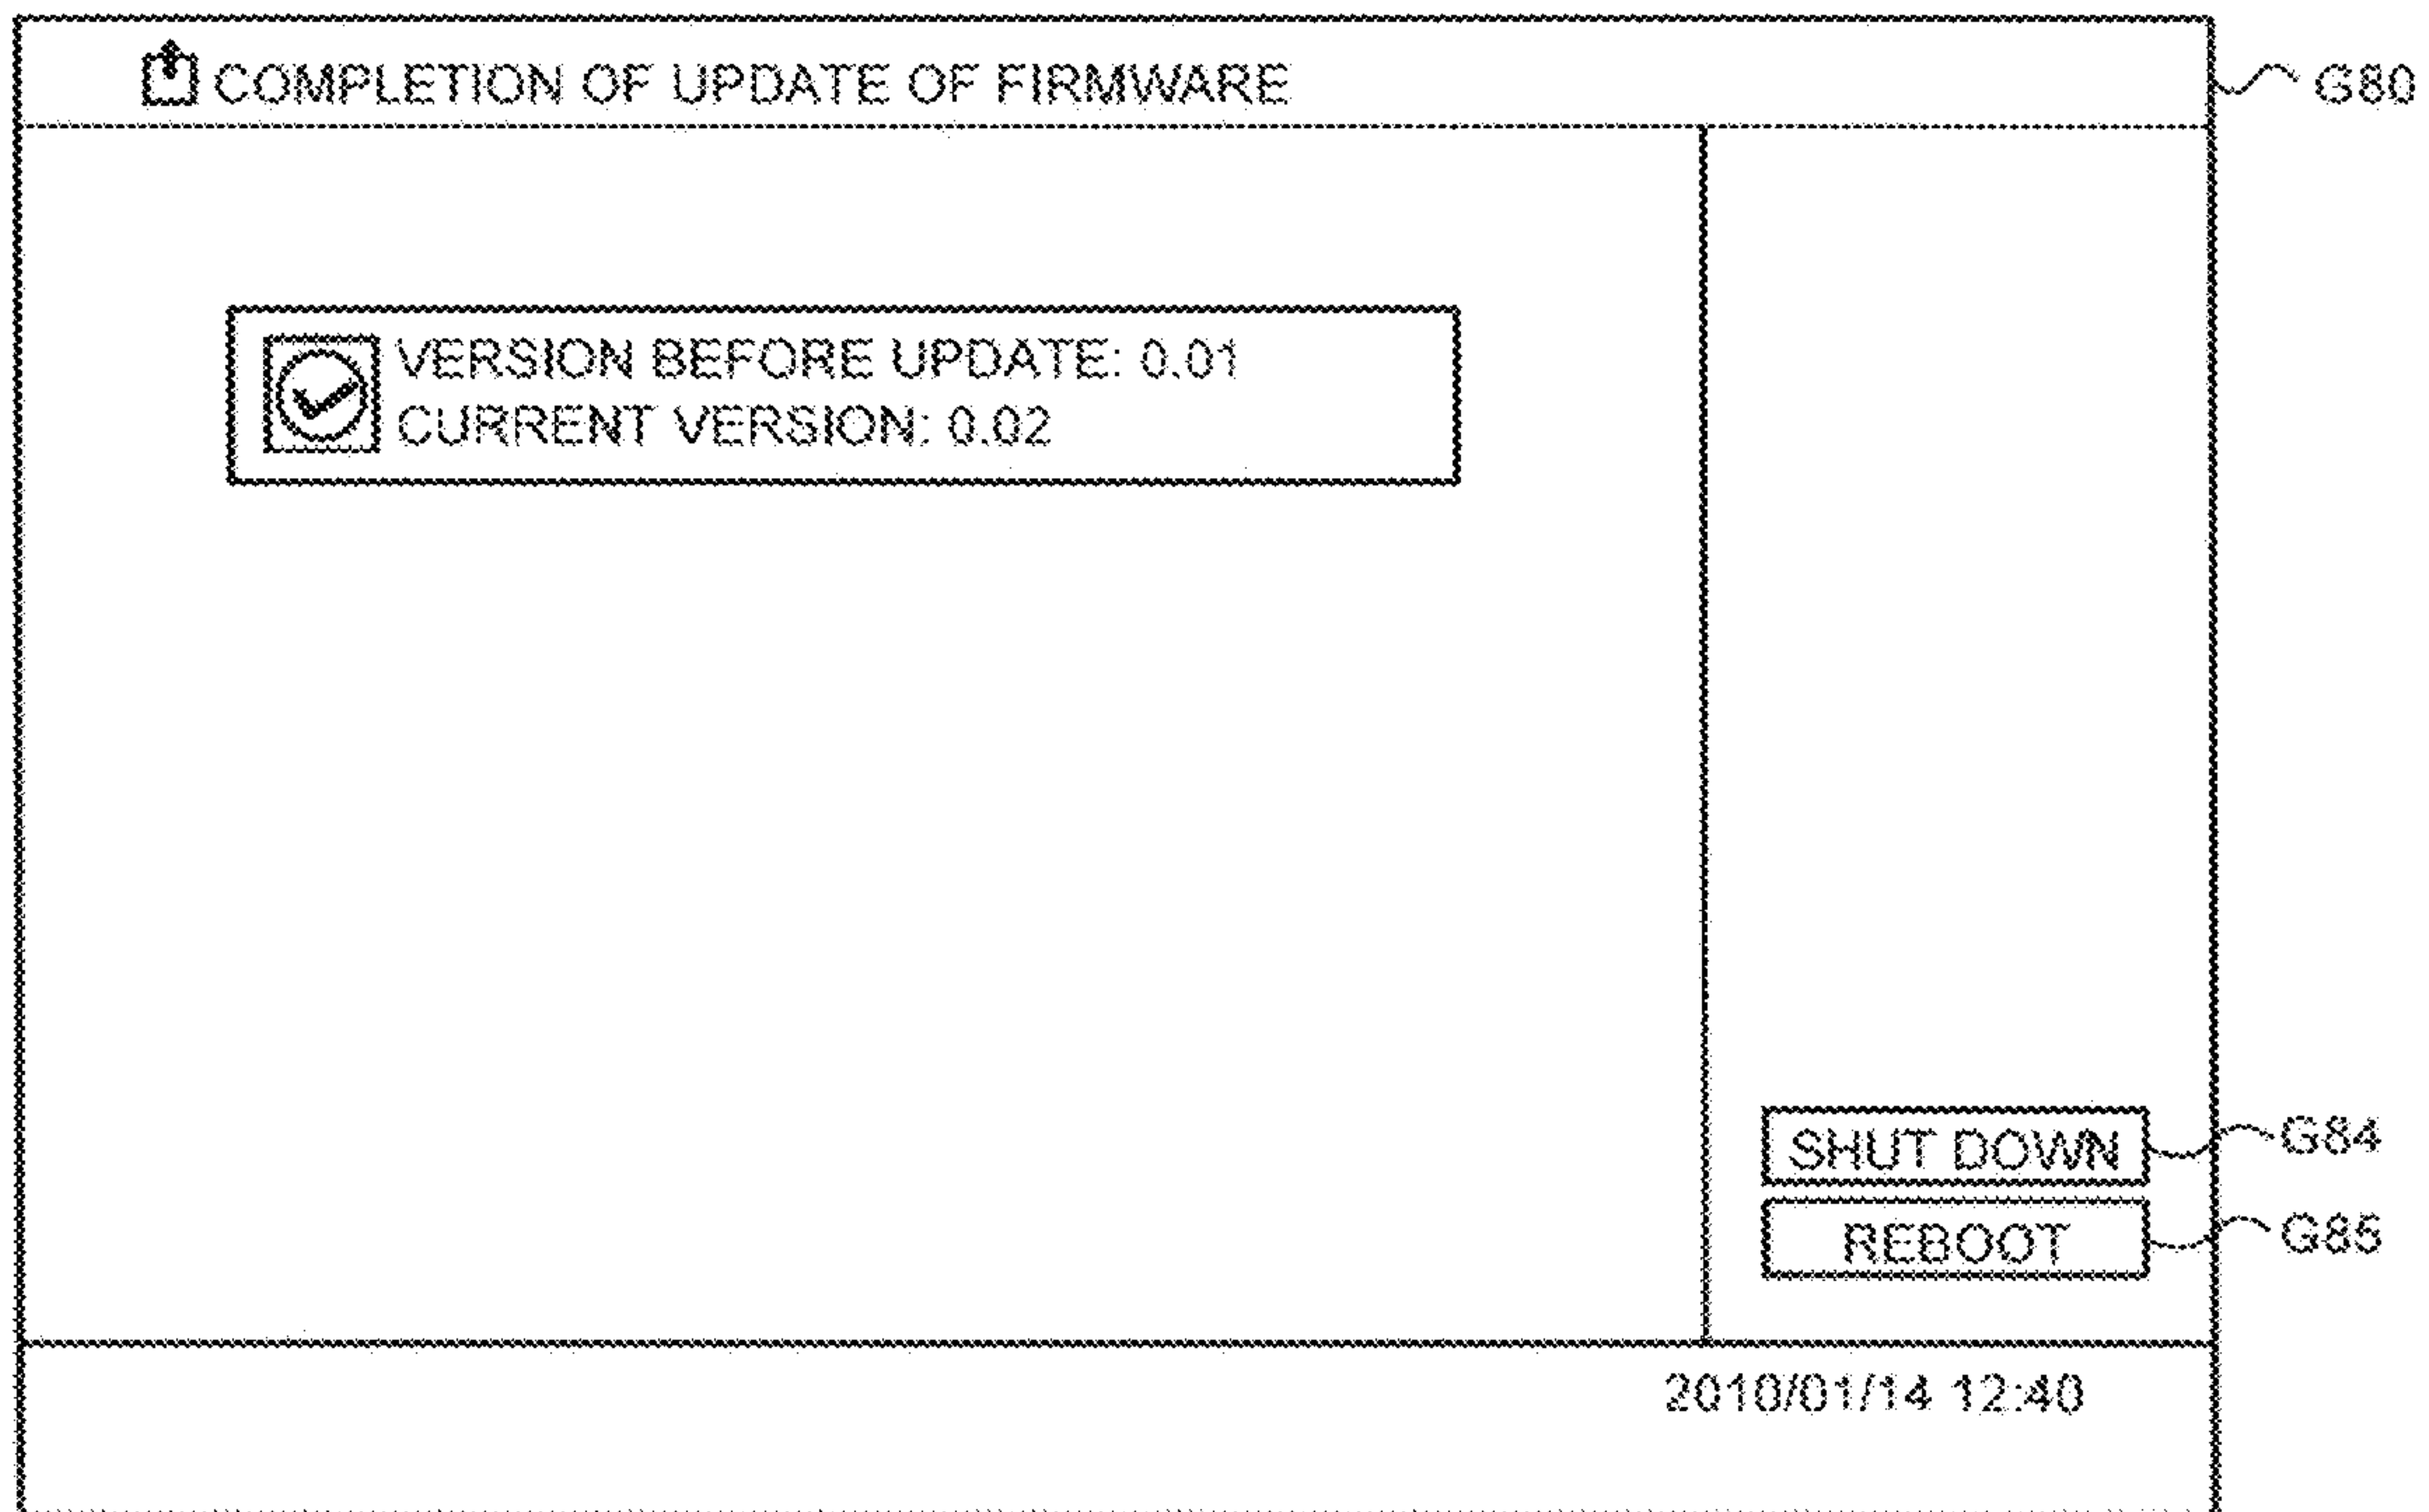 COMPLETION OF UPDATE OF FIRMWARE
G80
VERSION BEFORE UPDATE: 0.01
CURRENT VERSION: 0.02
SHUT DOWN
G84
REBOOT
G85
2010/01/14 12:40